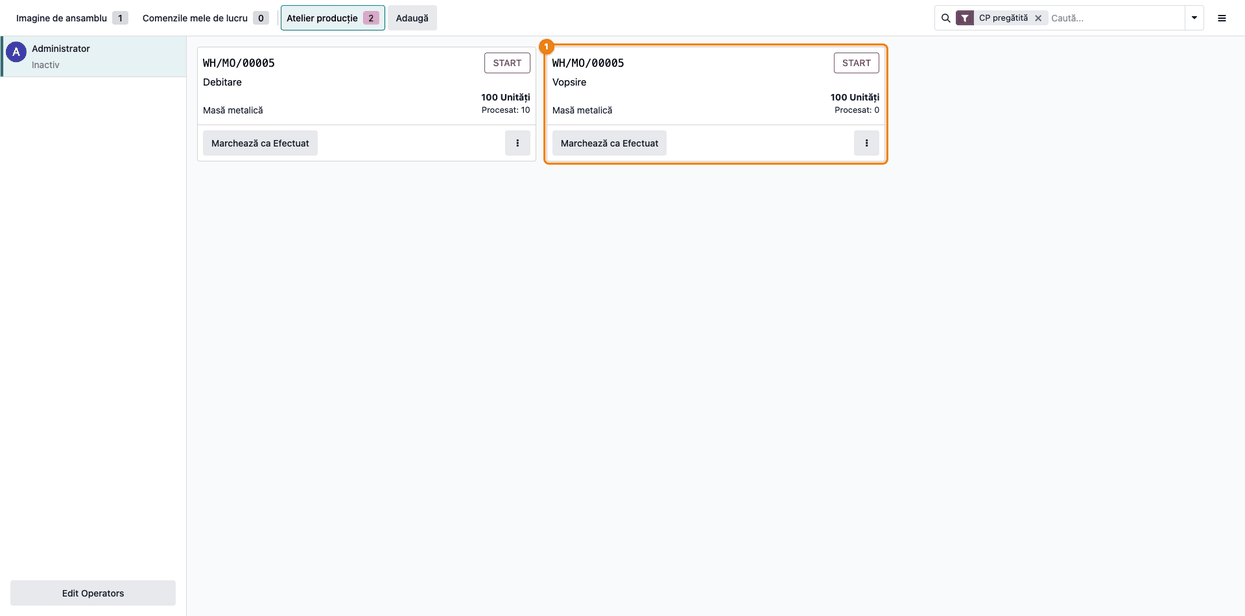 Imagine de ansamblu 1 Comenzile mele de lucru 0 Atelier producție 2 Adaugă CP pregătită Caută...
A Administrator
Inactiv
WH/MO/00005 START
Debitare
100 Unități
Masă metalică Procesat: 10
Marchează ca Efectuat
1
WH/MO/00005 START
Vopsire
100 Unități
Masă metalică Procesat: 0
Marchează ca Efectuat
Edit Operators